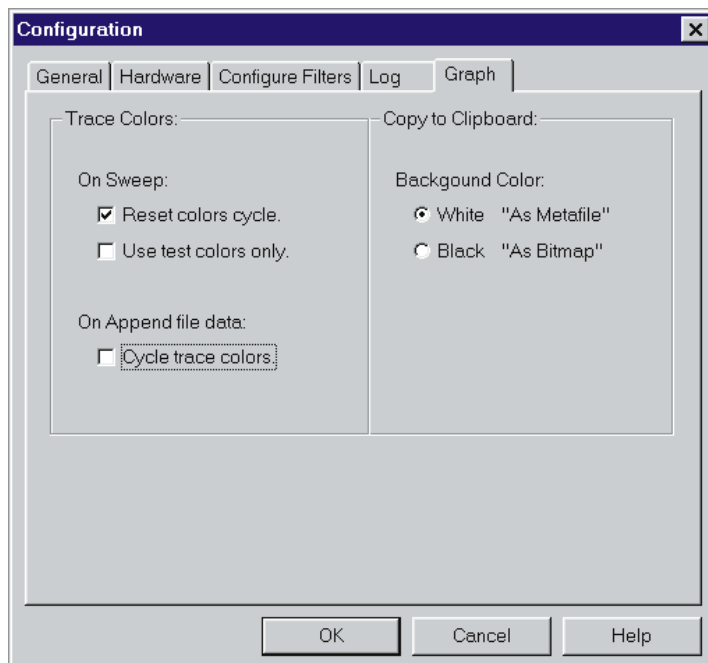 Configuration
General Hardware Configure Filters Log Graph
Trace Colors:
On Sweep:
Reset colors cycle.
Use test colors only.
On Append file data:
Cycle trace colors.
Copy to Clipboard:
Backgound Color:
White "As Metafile"
Black "As Bitmap"
OK Cancel Help